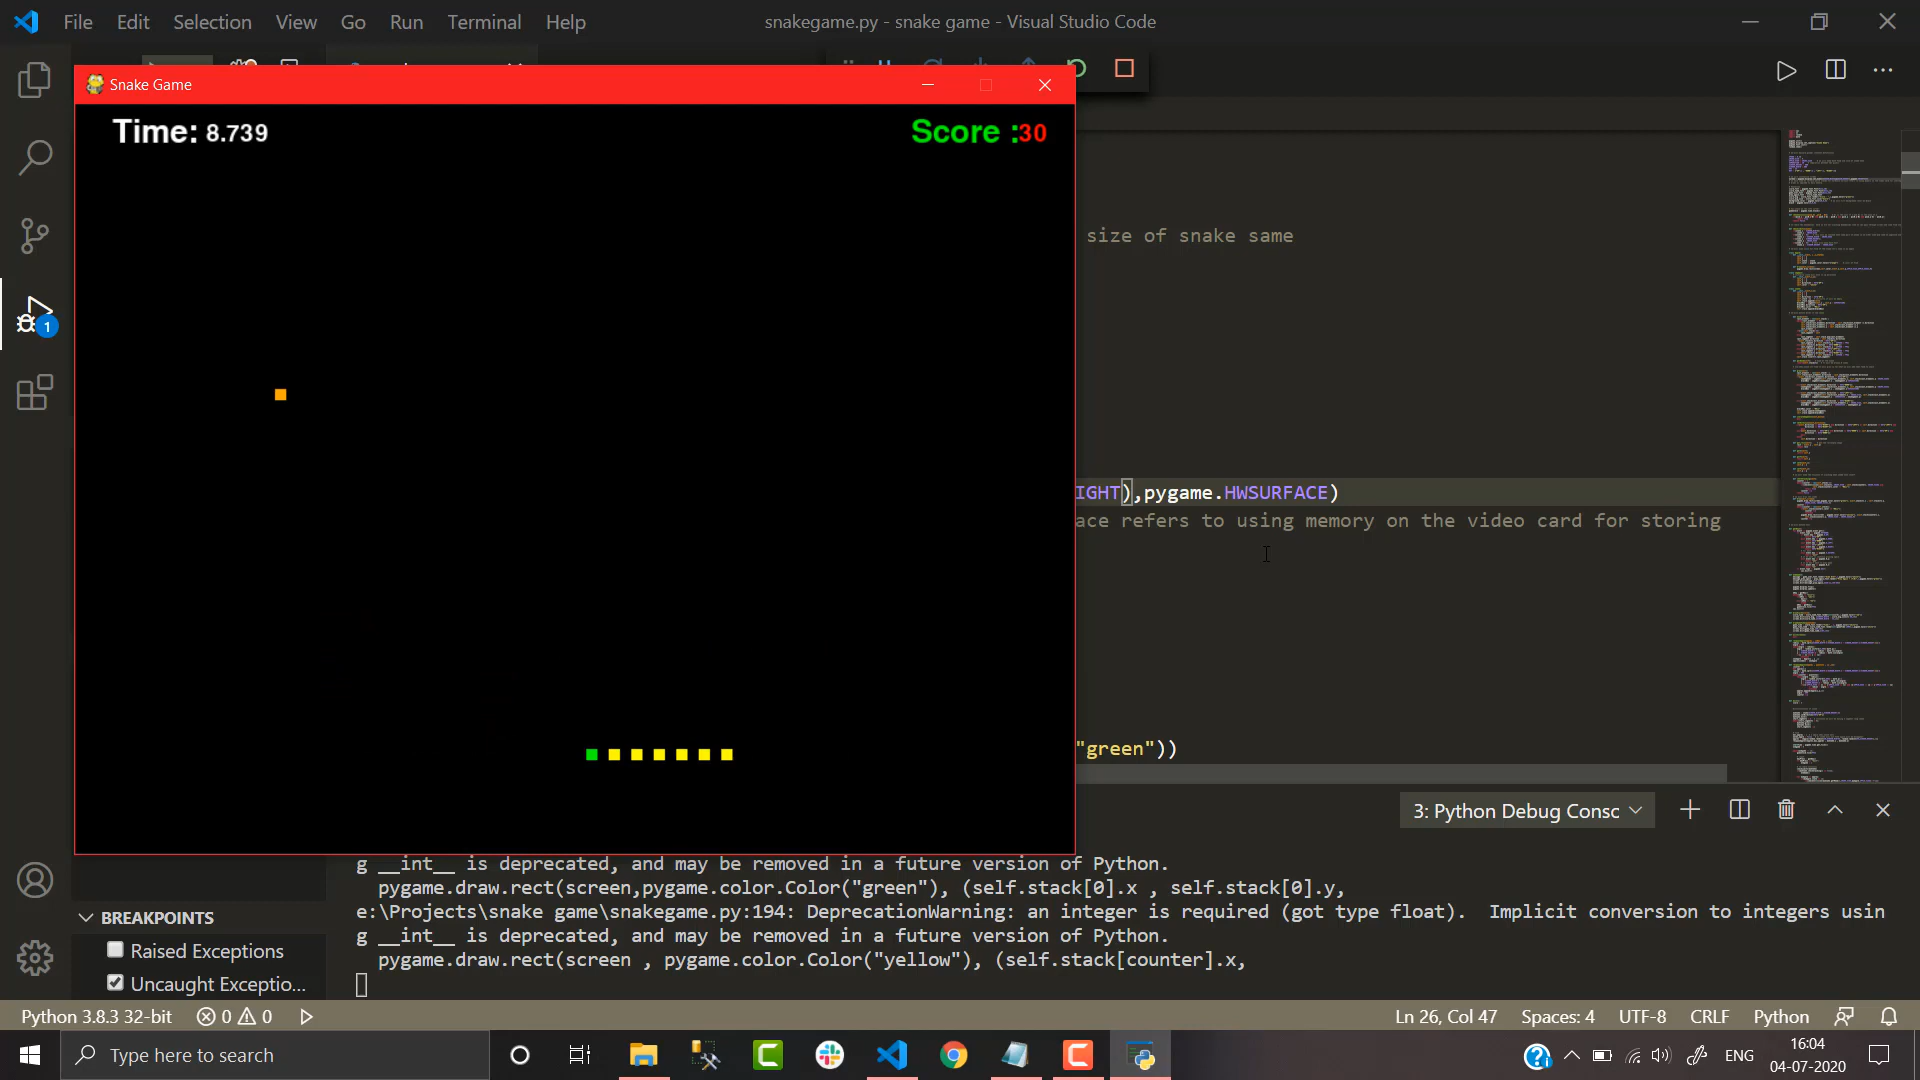 File Edit Selection View Go Run Terminal Help
snakegame.py - snake game - Visual Studio Code
Snake Game
Time: 8.739
Score :30
size of snake same
IGHT),pygame.HWSURFACE)
ace refers to using memory on the video card for storing
"green"))
1
3: Python Debug Consc
g __int__ is deprecated, and may be removed in a future version of Python.
pygame.draw.rect(screen,pygame.color.Color("green"), (self.stack[0].x , self.stack[0].y,
e:\Projects\snake game\snakegame.py:194: DeprecationWarning: an integer is required (got type float).  Implicit conversion to integers usin
g __int__ is deprecated, and may be removed in a future version of Python.
pygame.draw.rect(screen , pygame.color.Color("yellow"), (self.stack[counter].x,
BREAKPOINTS
Raised Exceptions
Uncaught Exceptio...
Python 3.8.3 32-bit 0 0
Ln 26, Col 47 Spaces: 4 UTF-8 CRLF Python
Type here to search
ENG
16:04
04-07-2020